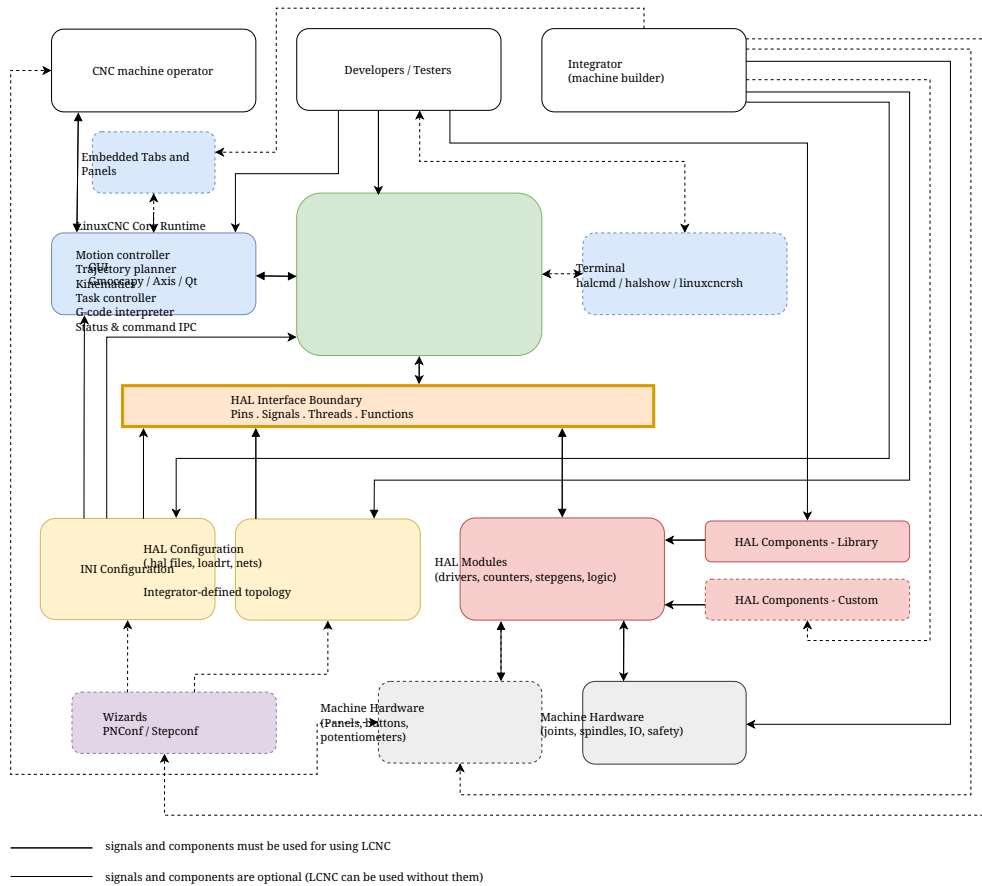 CNC machine operator
Developers / Testers
Integrator
(machine builder)
Embedded Tabs and
Panels
LinuxCNC Core Runtime
Motion controller
Trajectory planner
Kinematics
Task controller
G-code interpreter
Status & command IPC
GUI
Gmoccapy / Axis / Qt
Terminal
halcmd / halshow / linuxcncrsh
HAL Interface Boundary
Pins . Signals . Threads . Functions
INI Configuration
HAL Configuration
(.hal files, loadrt, nets)
Integrator-defined topology
HAL Modules
(drivers, counters, stepgens, logic)
HAL Components - Library
HAL Components - Custom
Wizards
PNConf / Stepconf
Machine Hardware
(Panels, buttons,
potentiometers)
Machine Hardware
(joints, spindles, IO, safety)
signals and components must be used for using LCNC
signals and components are optional (LCNC can be used without them)